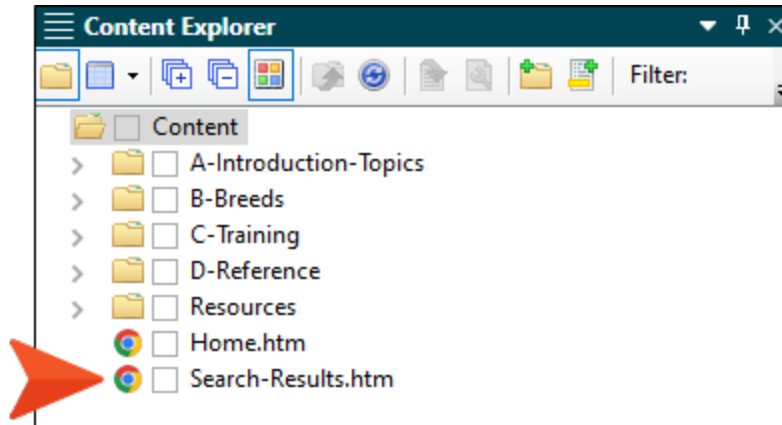 Content Explorer
Filter:
Content
A-Introduction-Topics
B-Breeds
C-Training
D-Reference
Resources
Home.htm
Search-Results.htm